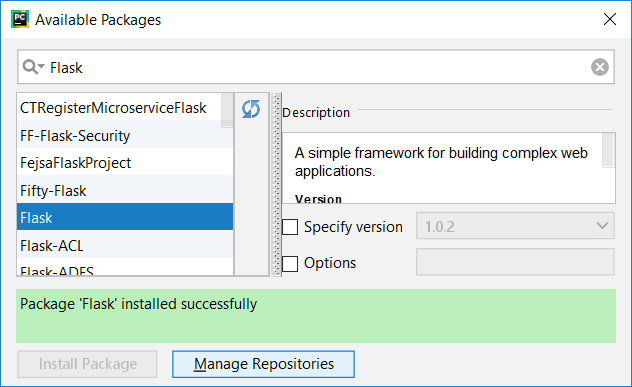 PC
Available Packages
Flask
CTRegisterMicroserviceFlask
FF-Flask-Security
FejsaFlaskProject
Fifty-Flask
Flask
Flask-ACL
Flask-ADFS
Description
A simple framework for building complex web
applications.
Version
Specify version
1.0.2
Options
Package 'Flask' installed successfully
Install Package
Manage Repositories